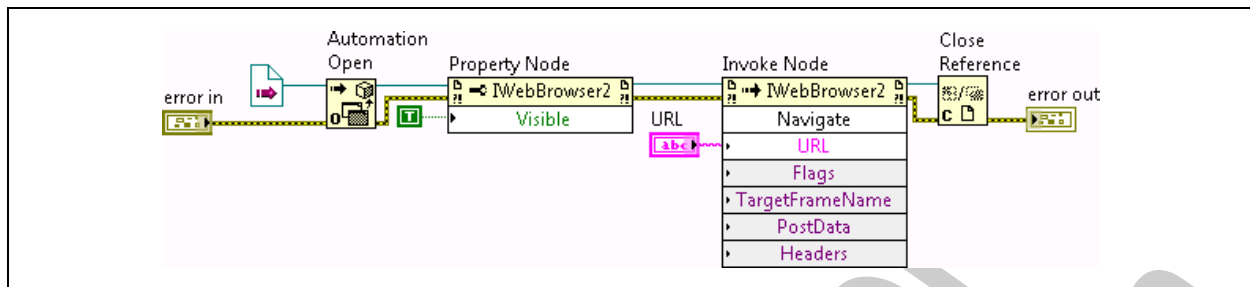 Automation
Open
Property Node
Invoke Node
Close
Reference
error in
IWebBrowser2
IWebBrowser2
error out
T
Visible
URL
abc
Navigate
URL
Flags
TargetFrameName
PostData
Headers
O
C